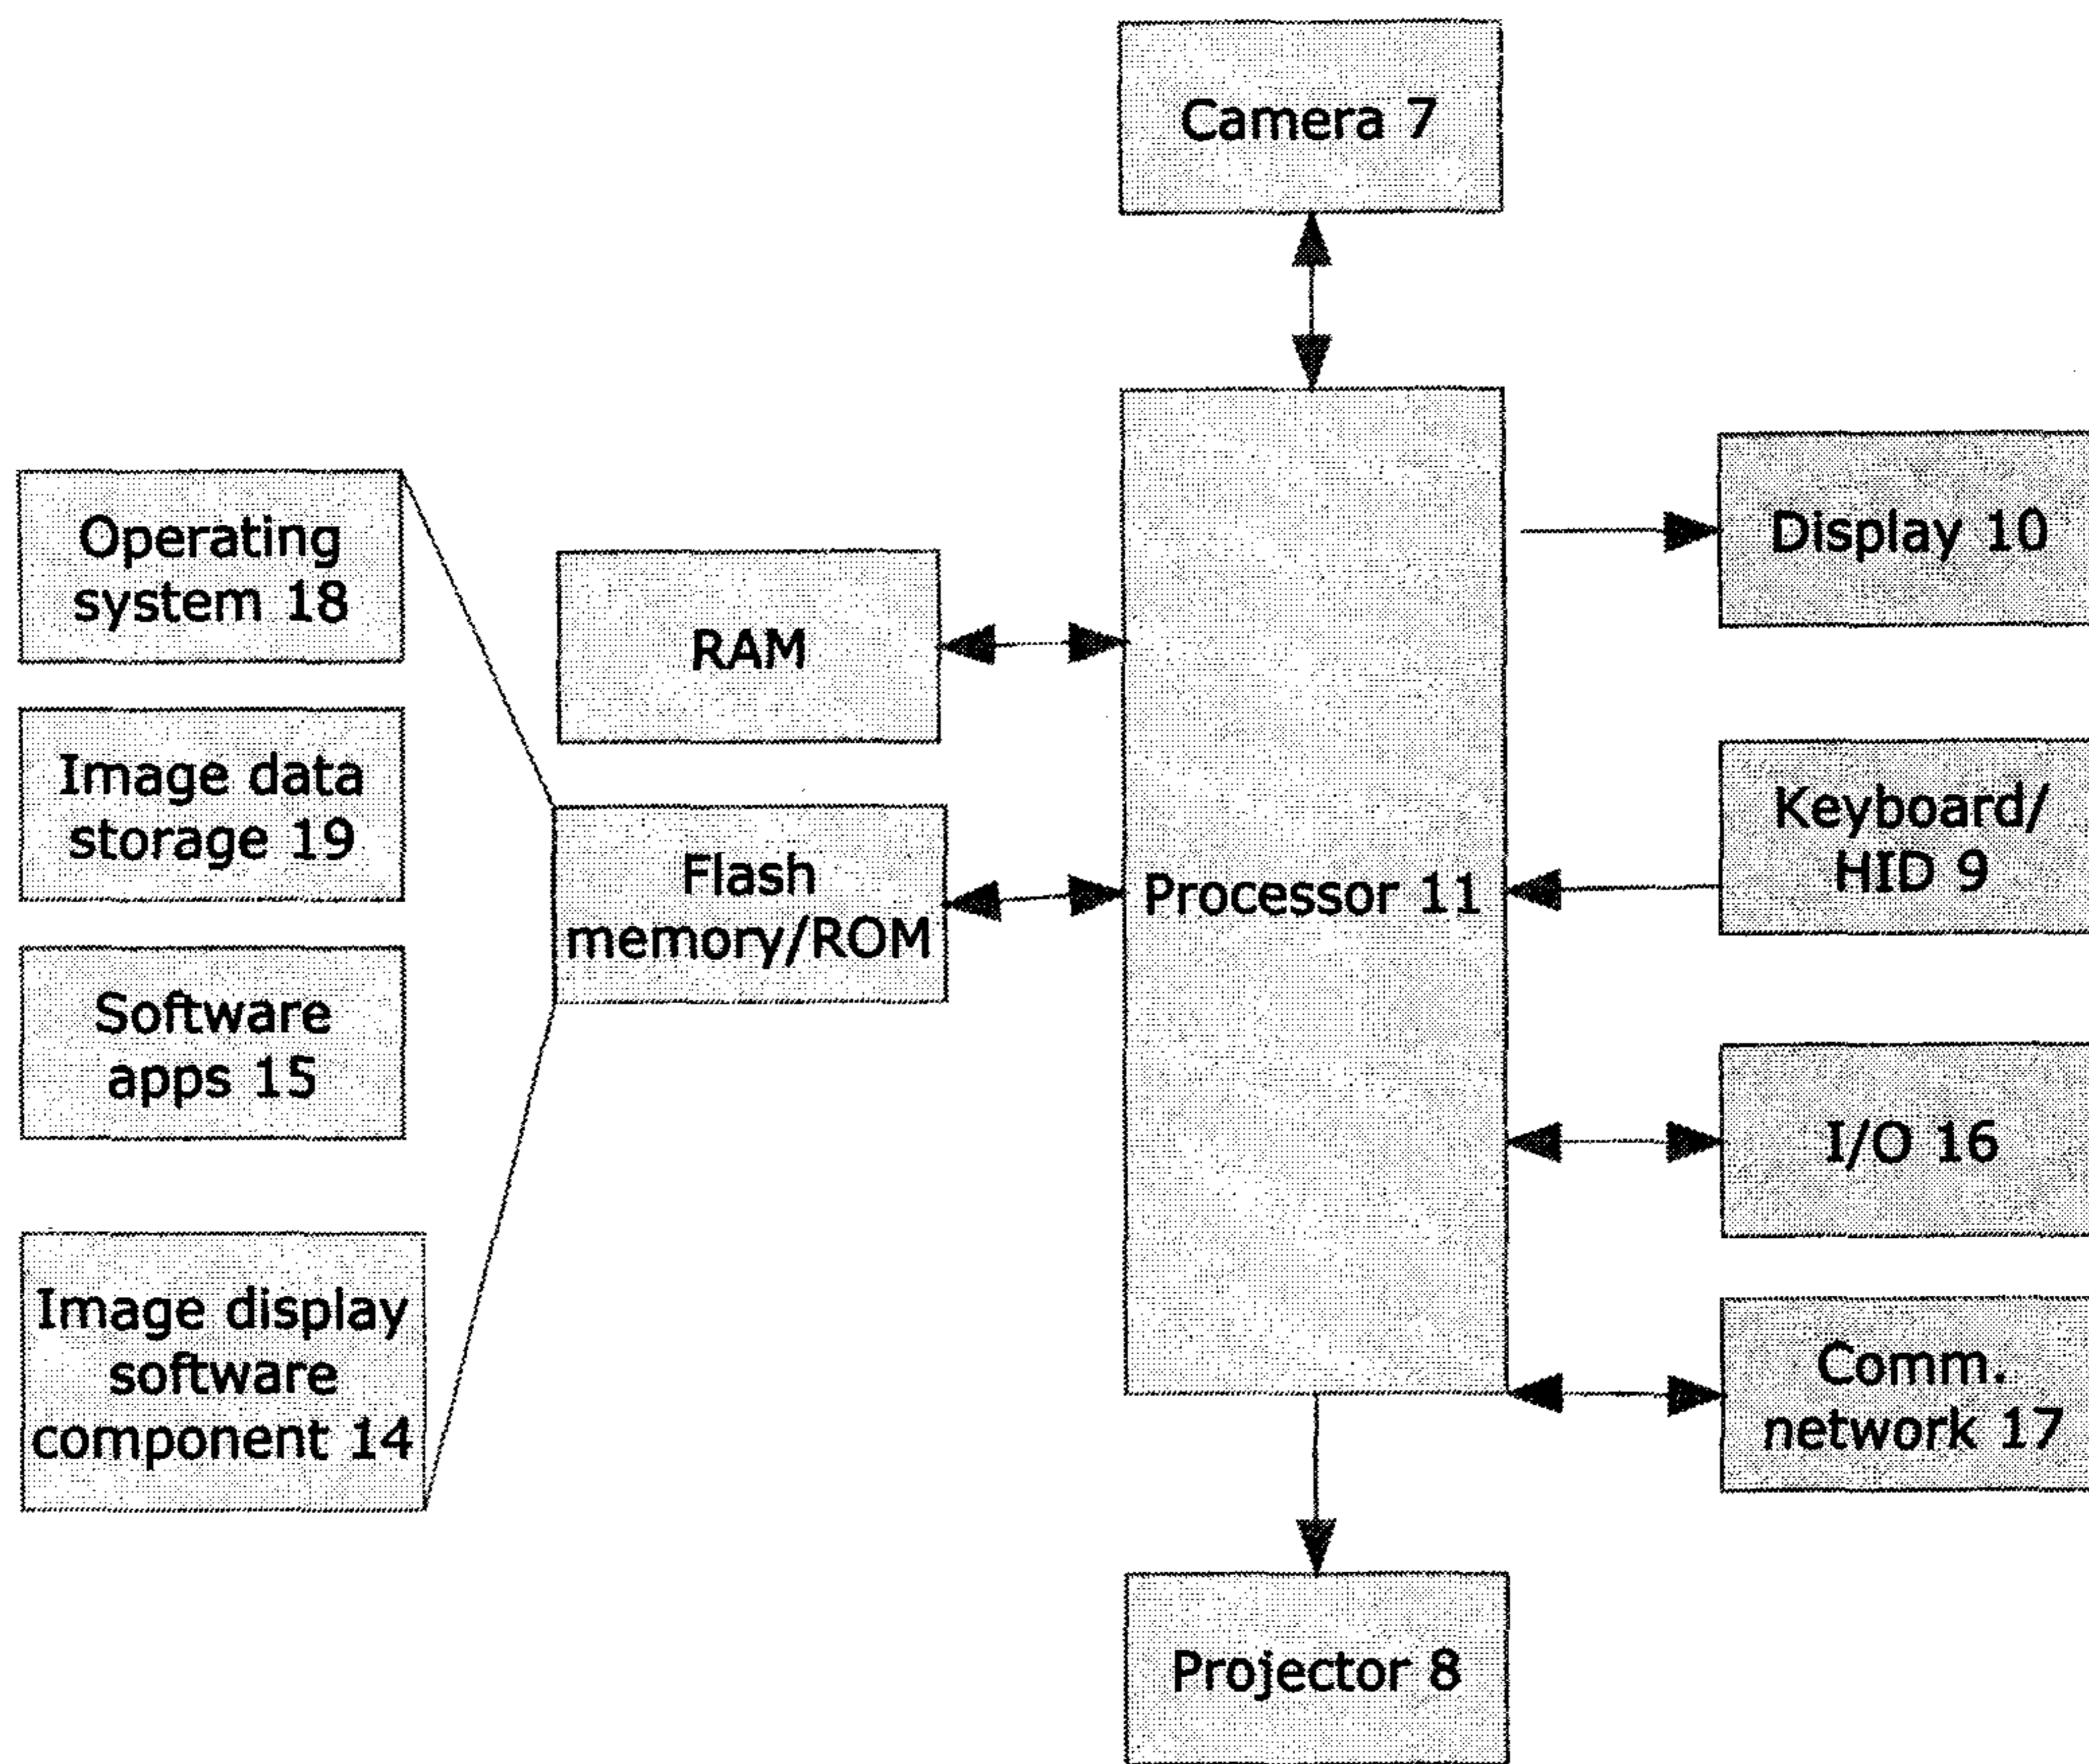 Camera 7
Operating
system 18
Image data
storage 19
Software
apps 15
Image display
software
component 14
RAM
Flash
memory/ROM
Processor 11
Display 10
Keyboard/
HID 9
I/O 16
Comm.
network 17
Projector 8